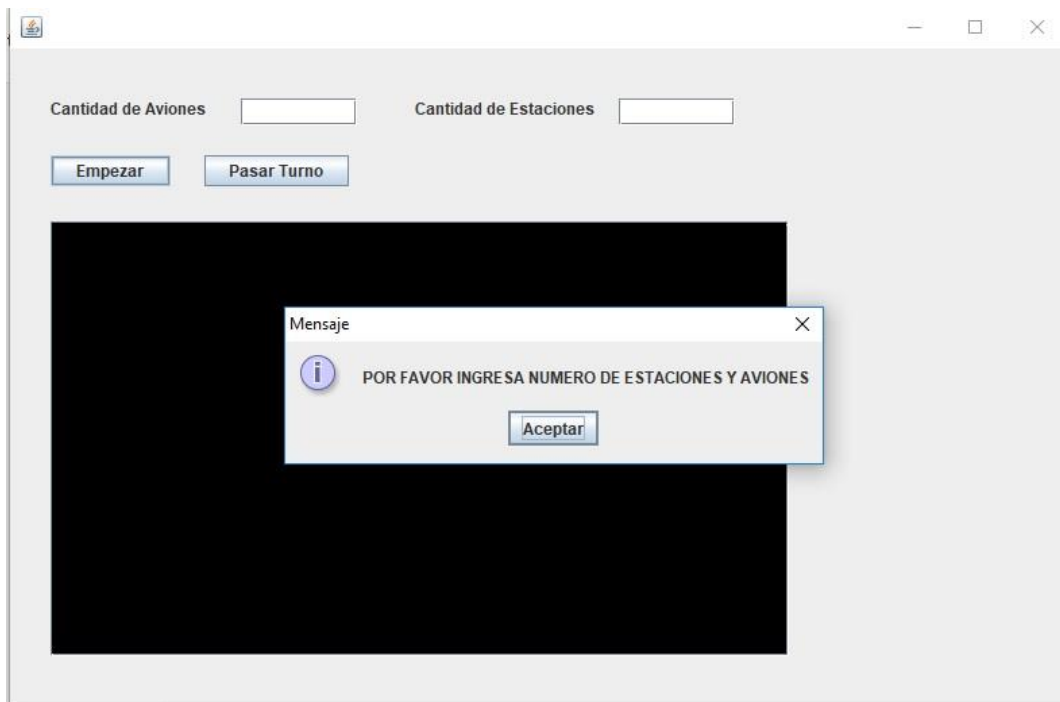 Cantidad de Aviones
Cantidad de Estaciones
Empezar
Pasar Turno
Mensaje
POR FAVOR INGRESA NUMERO DE ESTACIONES Y AVIONES
Aceptar